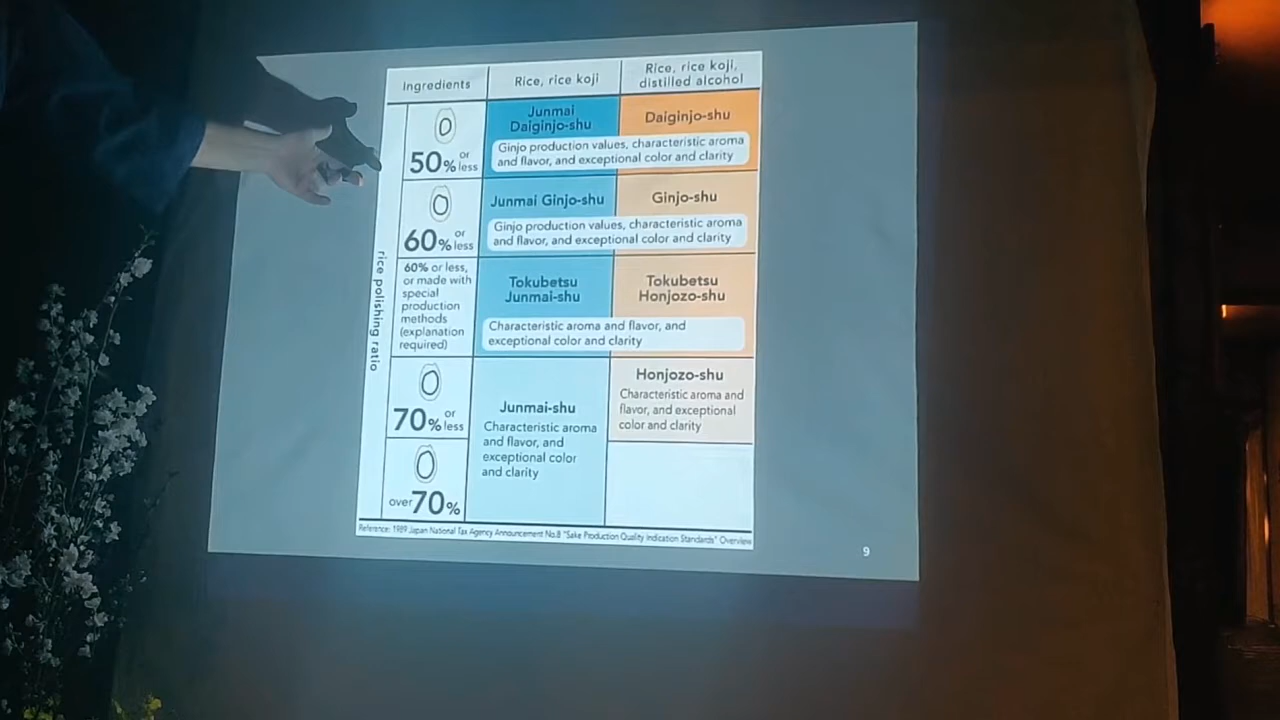 Ingredients
Rice, rice koji
Rice, rice koji,
distilled alcohol
rice polishing ratio
50% or
less
Junmai
Daiginjo-shu
Daiginjo-shu
Ginjo production values, characteristic aroma
and flavor, and exceptional color and clarity
60% or
less
Junmai Ginjo-shu
Ginjo-shu
Ginjo production values, characteristic aroma
and flavor, and exceptional color and clarity
60% or less,
or made with
special
production
methods
(explanation
required)
Tokubetsu
Junmai-shu
Tokubetsu
Honjozo-shu
Characteristic aroma and flavor, and
exceptional color and clarity
70% or
less
over 70%
Junmai-shu
Characteristic aroma
and flavor, and
exceptional color
and clarity
Honjozo-shu
Characteristic aroma and
flavor, and exceptional
color and clarity
Reference: 1989 Japan National Tax Agency Announcement No.8 "Sake Production Quality Indication Standards" Overview
9